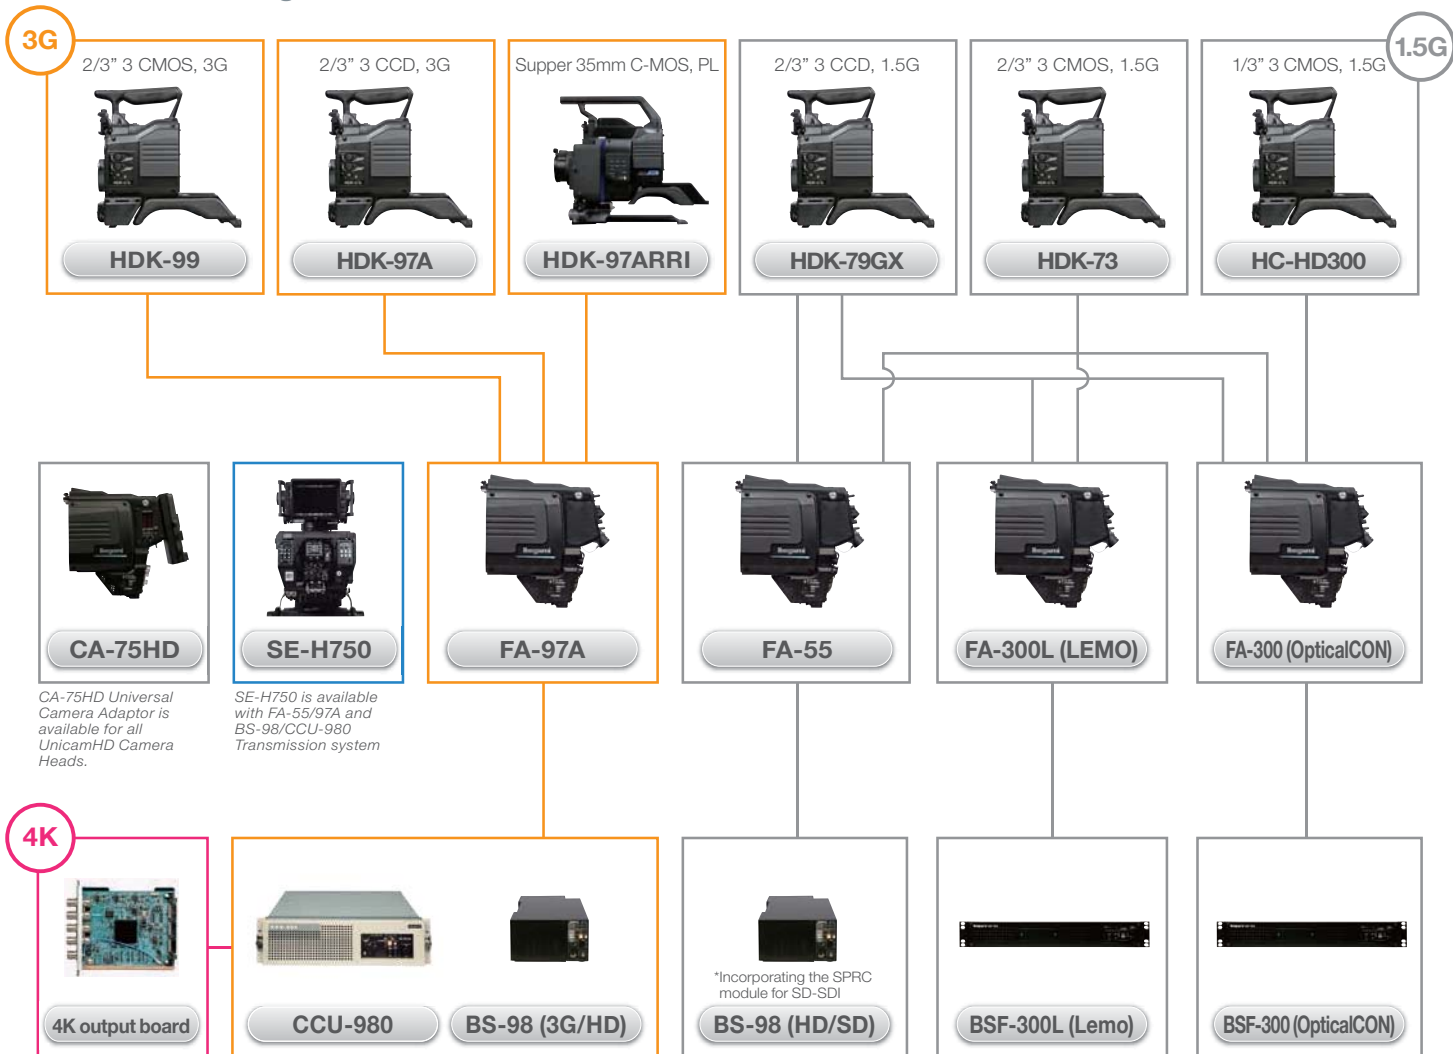 3G
1.5G
2/3” 3 CMOS, 3G
2/3” 3 CCD, 3G
Supper 35mm C-MOS, PL
2/3” 3 CCD, 1.5G
2/3” 3 CMOS, 1.5G
1/3” 3 CMOS, 1.5G
HDK-99
HDK-97A
HDK-97ARRI
HDK-79GX
HDK-73
HC-HD300
Ikegami
Ikegami
Ikegami
Ikegami
Ikegami
CA-75HD
SE-H750
FA-97A
FA-55
FA-300L (LEMO)
FA-300 (OpticalCON)
CA-75HD Universal
Camera Adaptor is
available for all
UnicamHD Camera
Heads.
SE-H750 is available
with FA-55/97A and
BS-98/CCU-980
Transmission system
4K
*Incorporating the SPRC
module for SD-SDI
4K output board
CCU-980
BS-98 (3G/HD)
BS-98 (HD/SD)
BSF-300L (Lemo)
BSF-300 (OpticalCON)